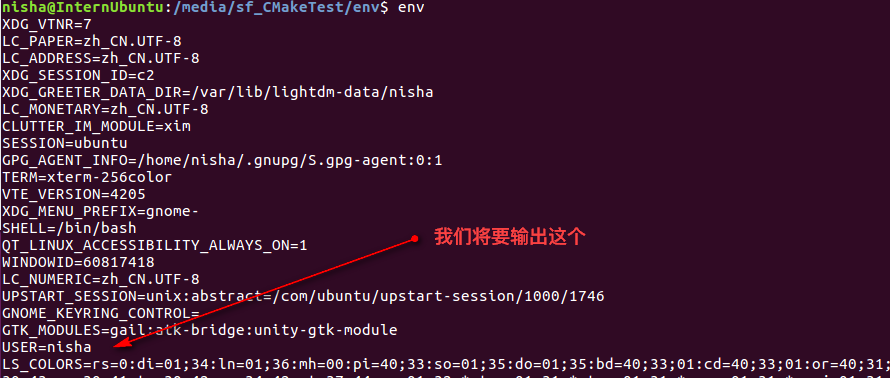 nisha@InternUbuntu:/media/sf_CMakeTest/env$ env
XDG_VTNR=7
LC_PAPER=zh_CN.UTF-8
LC_ADDRESS=zh_CN.UTF-8
XDG_SESSION_ID=c2
XDG_GREETER_DATA_DIR=/var/lib/lightdm-data/nisha
LC_MONETARY=zh_CN.UTF-8
CLUTTER_IM_MODULE=xim
SESSION=ubuntu
GPG_AGENT_INFO=/home/nisha/.gnupg/S.gpg-agent:0:1
TERM=xterm-256color
VTE_VERSION=4205
XDG_MENU_PREFIX=gnome-
SHELL=/bin/bash
我们将要输出这个
QT_LINUX_ACCESSIBILITY_ALWAYS_ON=1
WINDOWID=60817418
LC_NUMERIC=zh_CN.UTF-8
UPSTART_SESSION=unix:abstract=/com/ubuntu/upstart-session/1000/1746
GNOME_KEYRING_CONTROL=
GTK_MODULES=gail:atk-bridge:unity-gtk-module
USER=nisha
LS_COLORS=rs=0:di=01;34:ln=01;36:mh=00:pi=40;33:so=01;35:do=01;35:bd=40;33;01:cd=40;33;01:or=40;31;